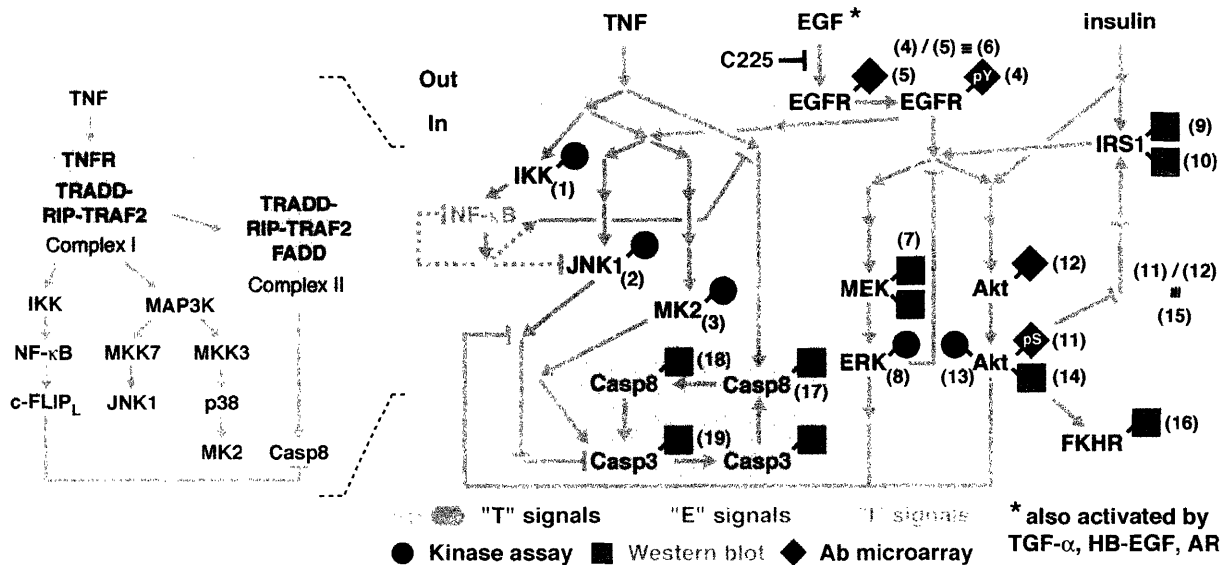 TNF
TNFR
TRADD-
RIP-TRAF2
Complex I
TRADD-
RIP-TRAF2
FADD
Complex II
IKK
MAP3K
NF-κB
MKK7
MKK3
c-FLIPL
JNK1
p38
MK2
Casp8
TNF
EGF *
insulin
C225
(4) / (5) ≡ (6)
Out
In
EGFR
(5)
EGFR
pY
(4)
IRS1
(9)
(10)
IKK
(1)
NF-κB
JNK1
(2)
MK2
(3)
(7)
MEK
Akt
(12)
(11) / (12)
≡
(15)
ERK
(8)
(13)
Akt
pS
(11)
(14)
FKHR
(16)
Casp8
(18)
Casp8
(17)
Casp3
(19)
Casp3
"T" signals
"E" signals
"I" signals
* also activated by
TGF-α, HB-EGF, AR
Kinase assay
Western blot
Ab microarray